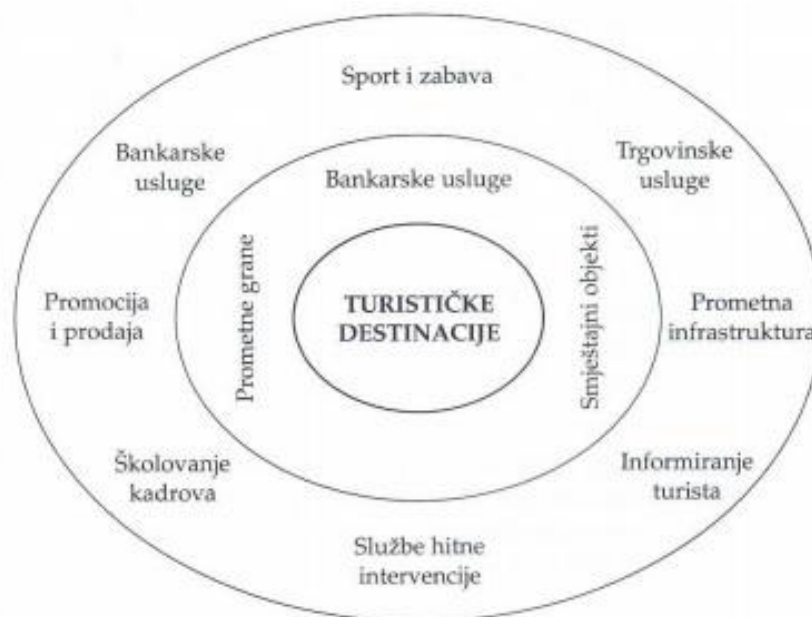 Sport i zabava
Bankarske
usluge
Trgovinske
usluge
Bankarske usluge
Prometne grane
Smještajni objekti
TURISTIČKE
DESTINACIJE
Promocija
i prodaja
Prometna
infrastruktura
Školovanje
kadrova
Informiranje
turista
Službe hitne
intervencije